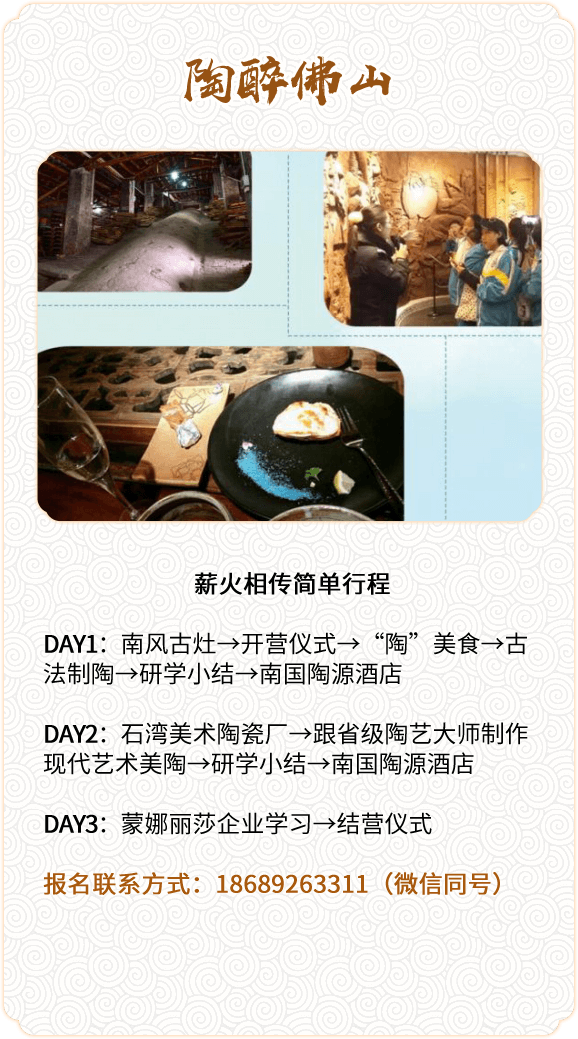 陶醉佛山
薪火相传简单行程
DAY1：南风古灶→开营仪式→“陶”美食→古
法制陶→研学小结→南国陶源酒店
DAY2：石湾美术陶瓷厂→跟省级陶艺大师制作
现代艺术美陶→研学小结→南国陶源酒店
DAY3：蒙娜丽莎企业学习→结营仪式
报名联系方式：18689263311（微信同号）